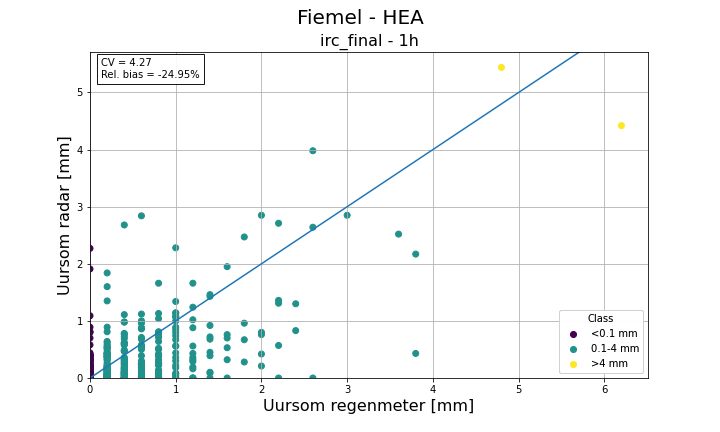 Fiemel - HEA
irc_final - 1h
CV = 4.27
Rel. bias = -24.95%
Uursom radar [mm]
5
4
3
2
1
0
0 1 2 3 4 5 6
Uursom regenmeter [mm]
Class
<0.1 mm
0.1-4 mm
>4 mm